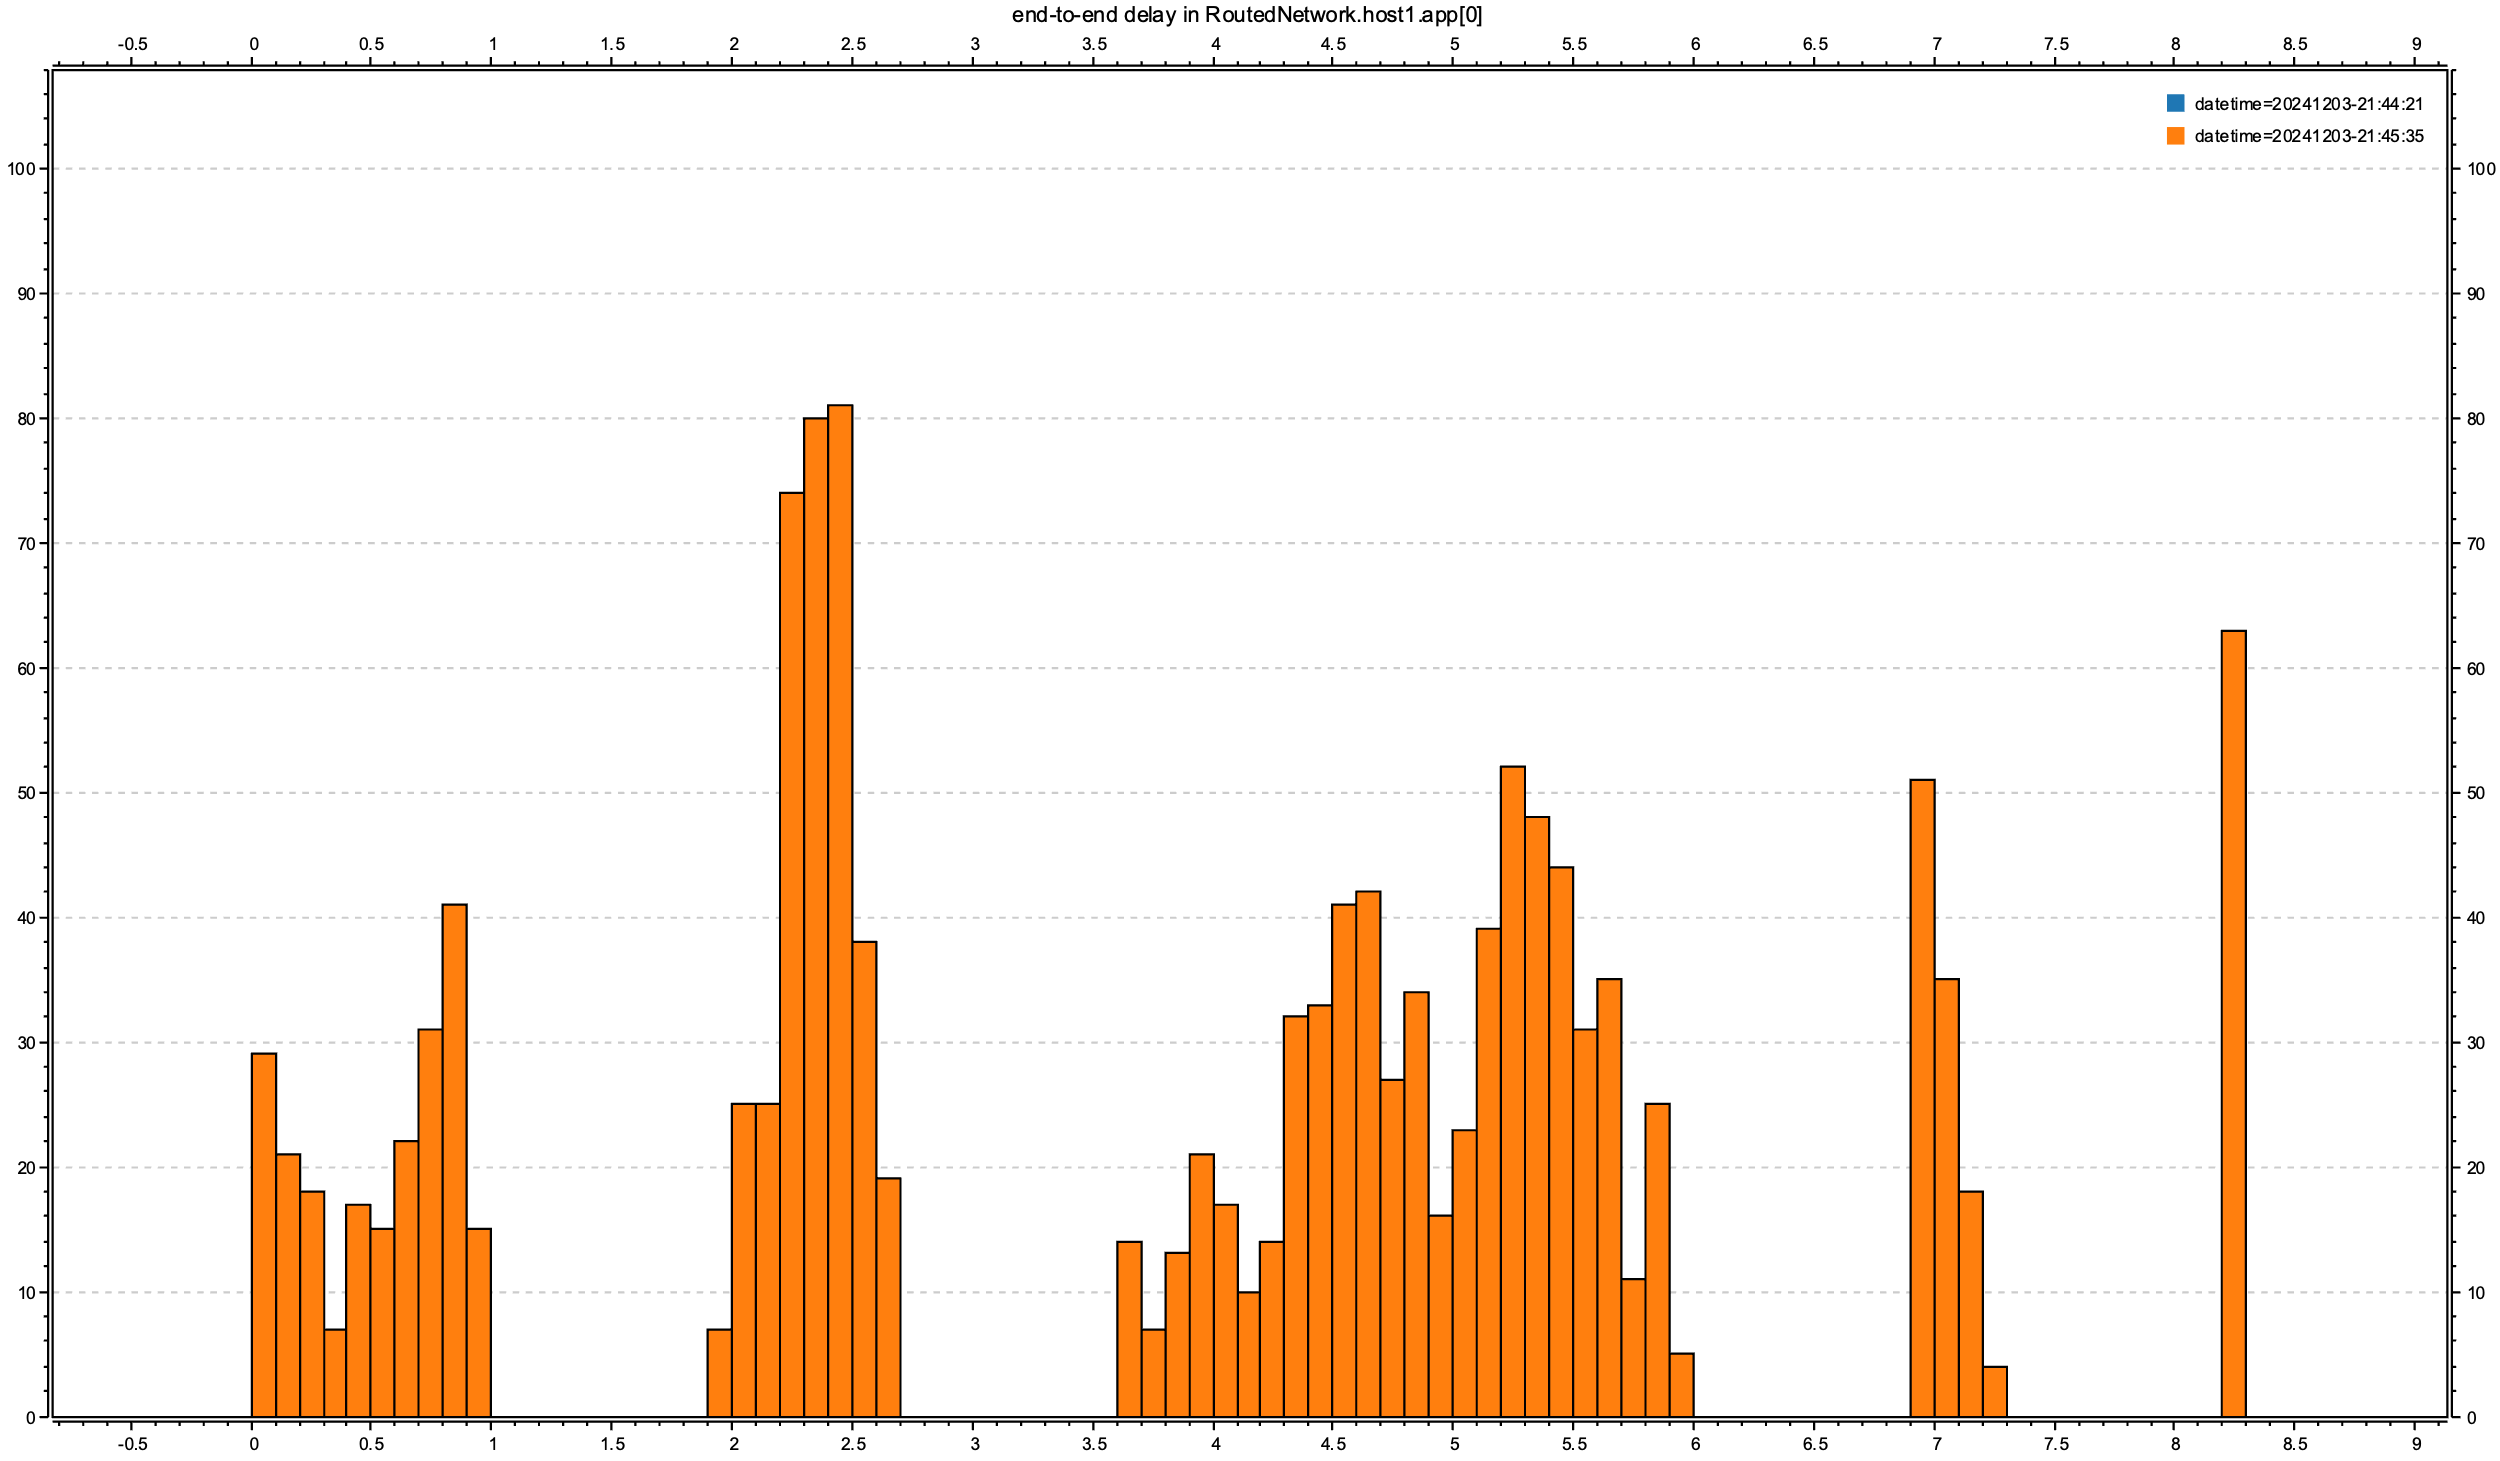 end-to-end delay in RoutedNetwork.host1.app[0]
-0.5 0 0.5 1 1.5 2 2.5 3 3.5 4 4.5 5 5.5 6 6.5 7 7.5 8 8.5 9
datetime=20241203-21:44:21
datetime=20241203-21:45:35
100 100
90 90
80 80
70 70
60 60
50 50
40 40
30 30
20 20
10 10
0 0
-0.5 0 0.5 1 1.5 2 2.5 3 3.5 4 4.5 5 5.5 6 6.5 7 7.5 8 8.5 9